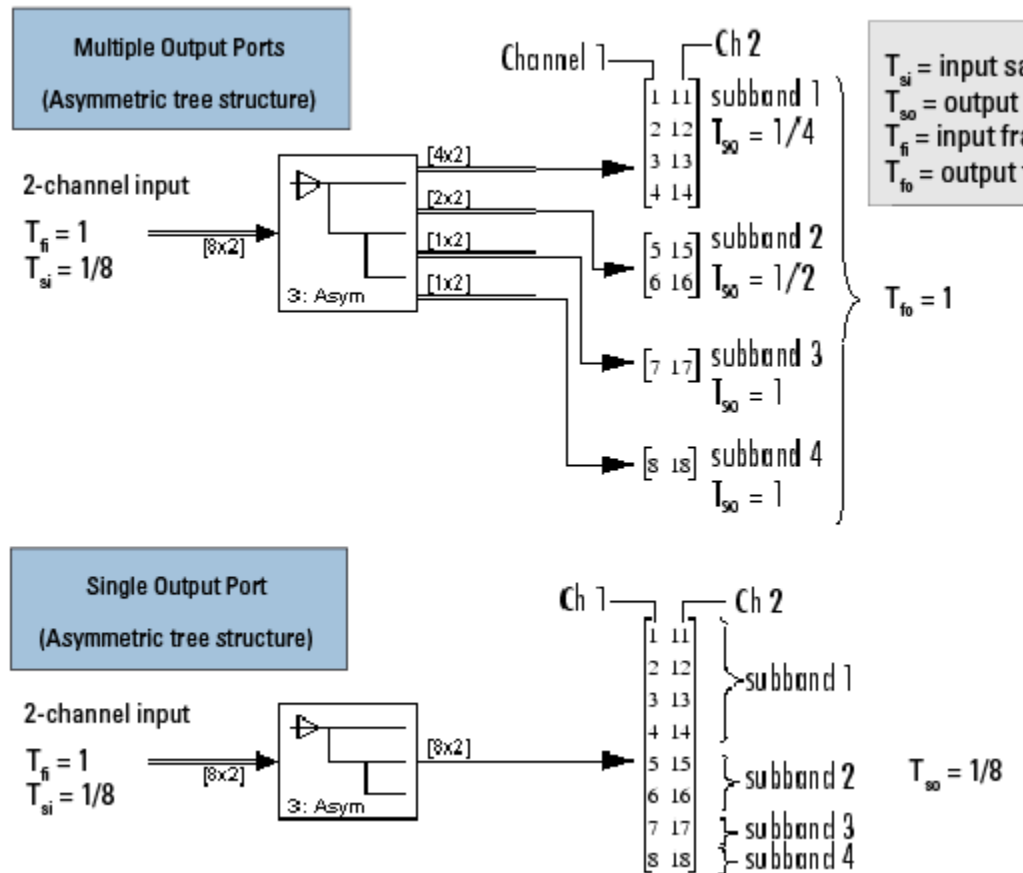 Multiple Output Ports
(Asymmetric tree structure)
2-channel input
T_fi = 1
T_si = 1/8
[8x2]
3: Asym
[4x2]
[2x2]
[1x2]
[1x2]
Channel 1
Ch 2
1 11
2 12
3 13
4 14
subband 1
T_so = 1/4
5 15
6 16
subband 2
T_so = 1/2
7 17
subband 3
T_so = 1
8 18
subband 4
T_so = 1
T_fo = 1
T_si = input sa
T_so = output
T_fi = input fra
T_fo = output
Single Output Port
(Asymmetric tree structure)
2-channel input
T_fi = 1
T_si = 1/8
[8x2]
3: Asym
[8x2]
Ch 1
Ch 2
1 11
2 12
3 13
4 14
5 15
6 16
7 17
8 18
subband 1
subband 2
subband 3
subband 4
T_so = 1/8